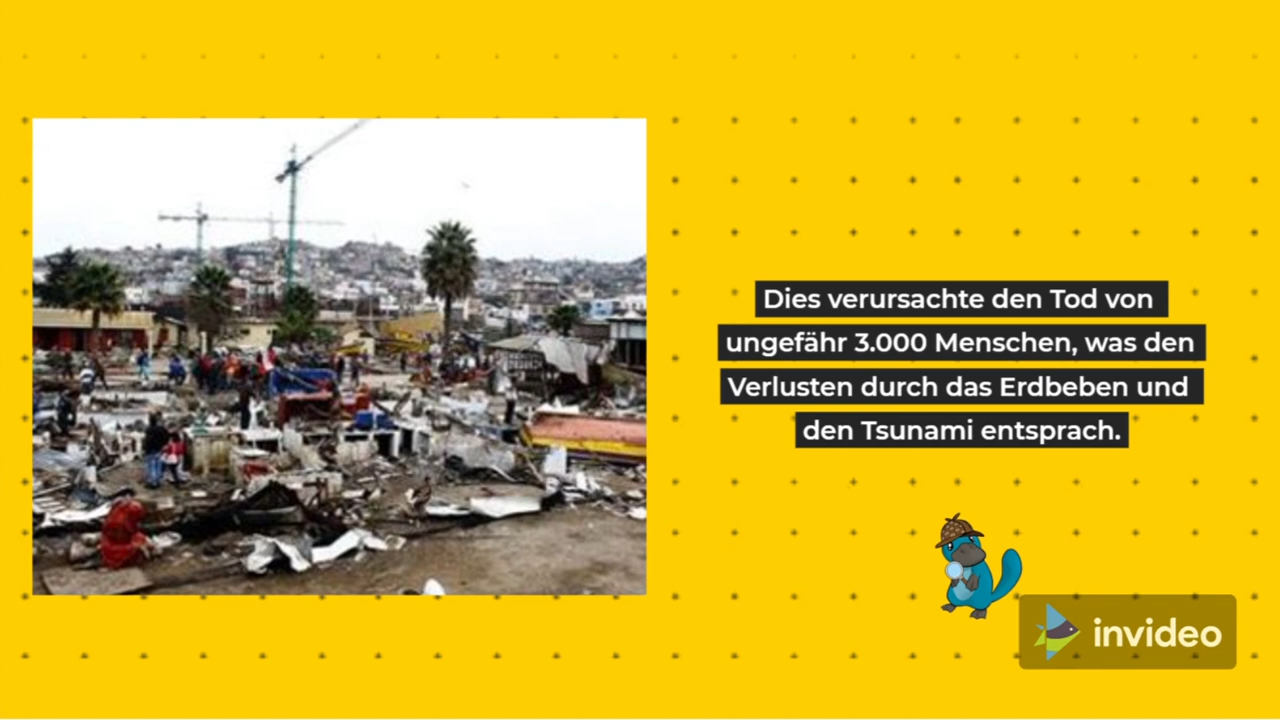 Dies verursachte den Tod von
ungefähr 3.000 Menschen, was den
Verlusten durch das Erdbeben und
den Tsunami entsprach.
invideo